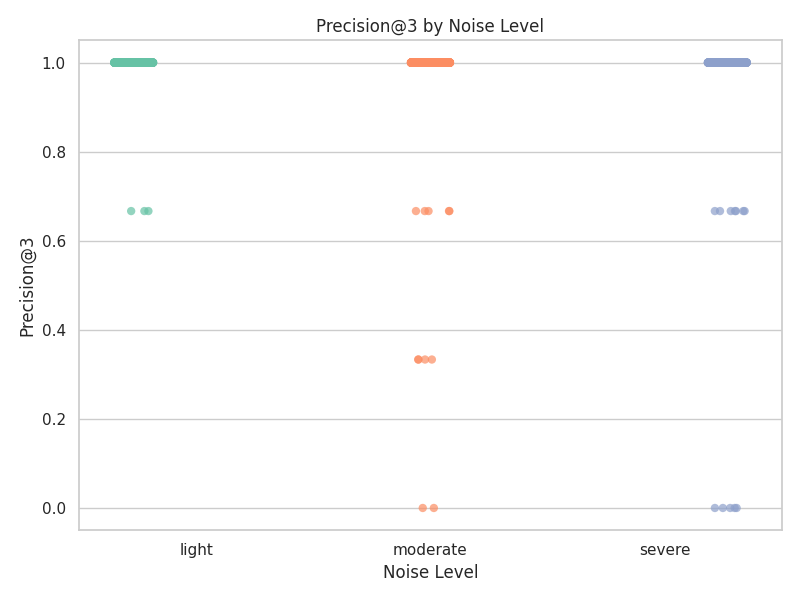 Precision@3 by Noise Level
Precision@3
1.0
0.8
0.6
0.4
0.2
0.0
light
moderate
severe
Noise Level